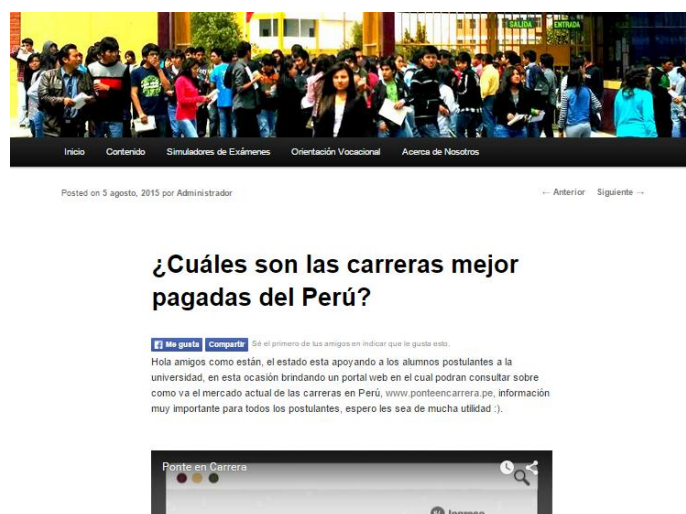 SALIDA ENTRADA
Inicio Contenido Simuladores de Exámenes Orientación Vocacional Acerca de Nosotros
Posted on 5 agosto, 2015 por Administrador ← Anterior Siguiente →
¿Cuáles son las carreras mejor
pagadas del Perú?
Me gusta Compartir Sé el primero de tus amigos en indicar que le gusta esto.
Hola amigos como están, el estado esta apoyando a los alumnos postulantes a la
universidad, en esta ocasión brindando un portal web en el cual podran consultar sobre
como va el mercado actual de las carreras en Perú, www.ponteencarrera.pe, información
muy importante para todos los postulantes, espero les sea de mucha utilidad :).
Ponte en Carrera
S/ Ingreso